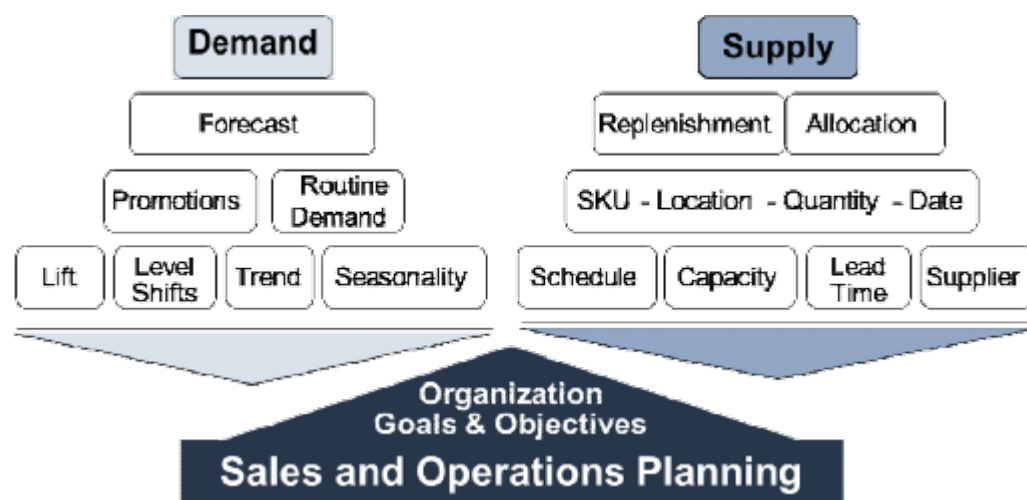 Demand
Supply
Forecast
Replenishment
Allocation
Promotions
Routine
Demand
SKU - Location - Quantity - Date
Lift
Level
Shifts
Trend
Seasonality
Schedule
Capacity
Lead
Time
Supplier
Organization
Goals & Objectives
Sales and Operations Planning